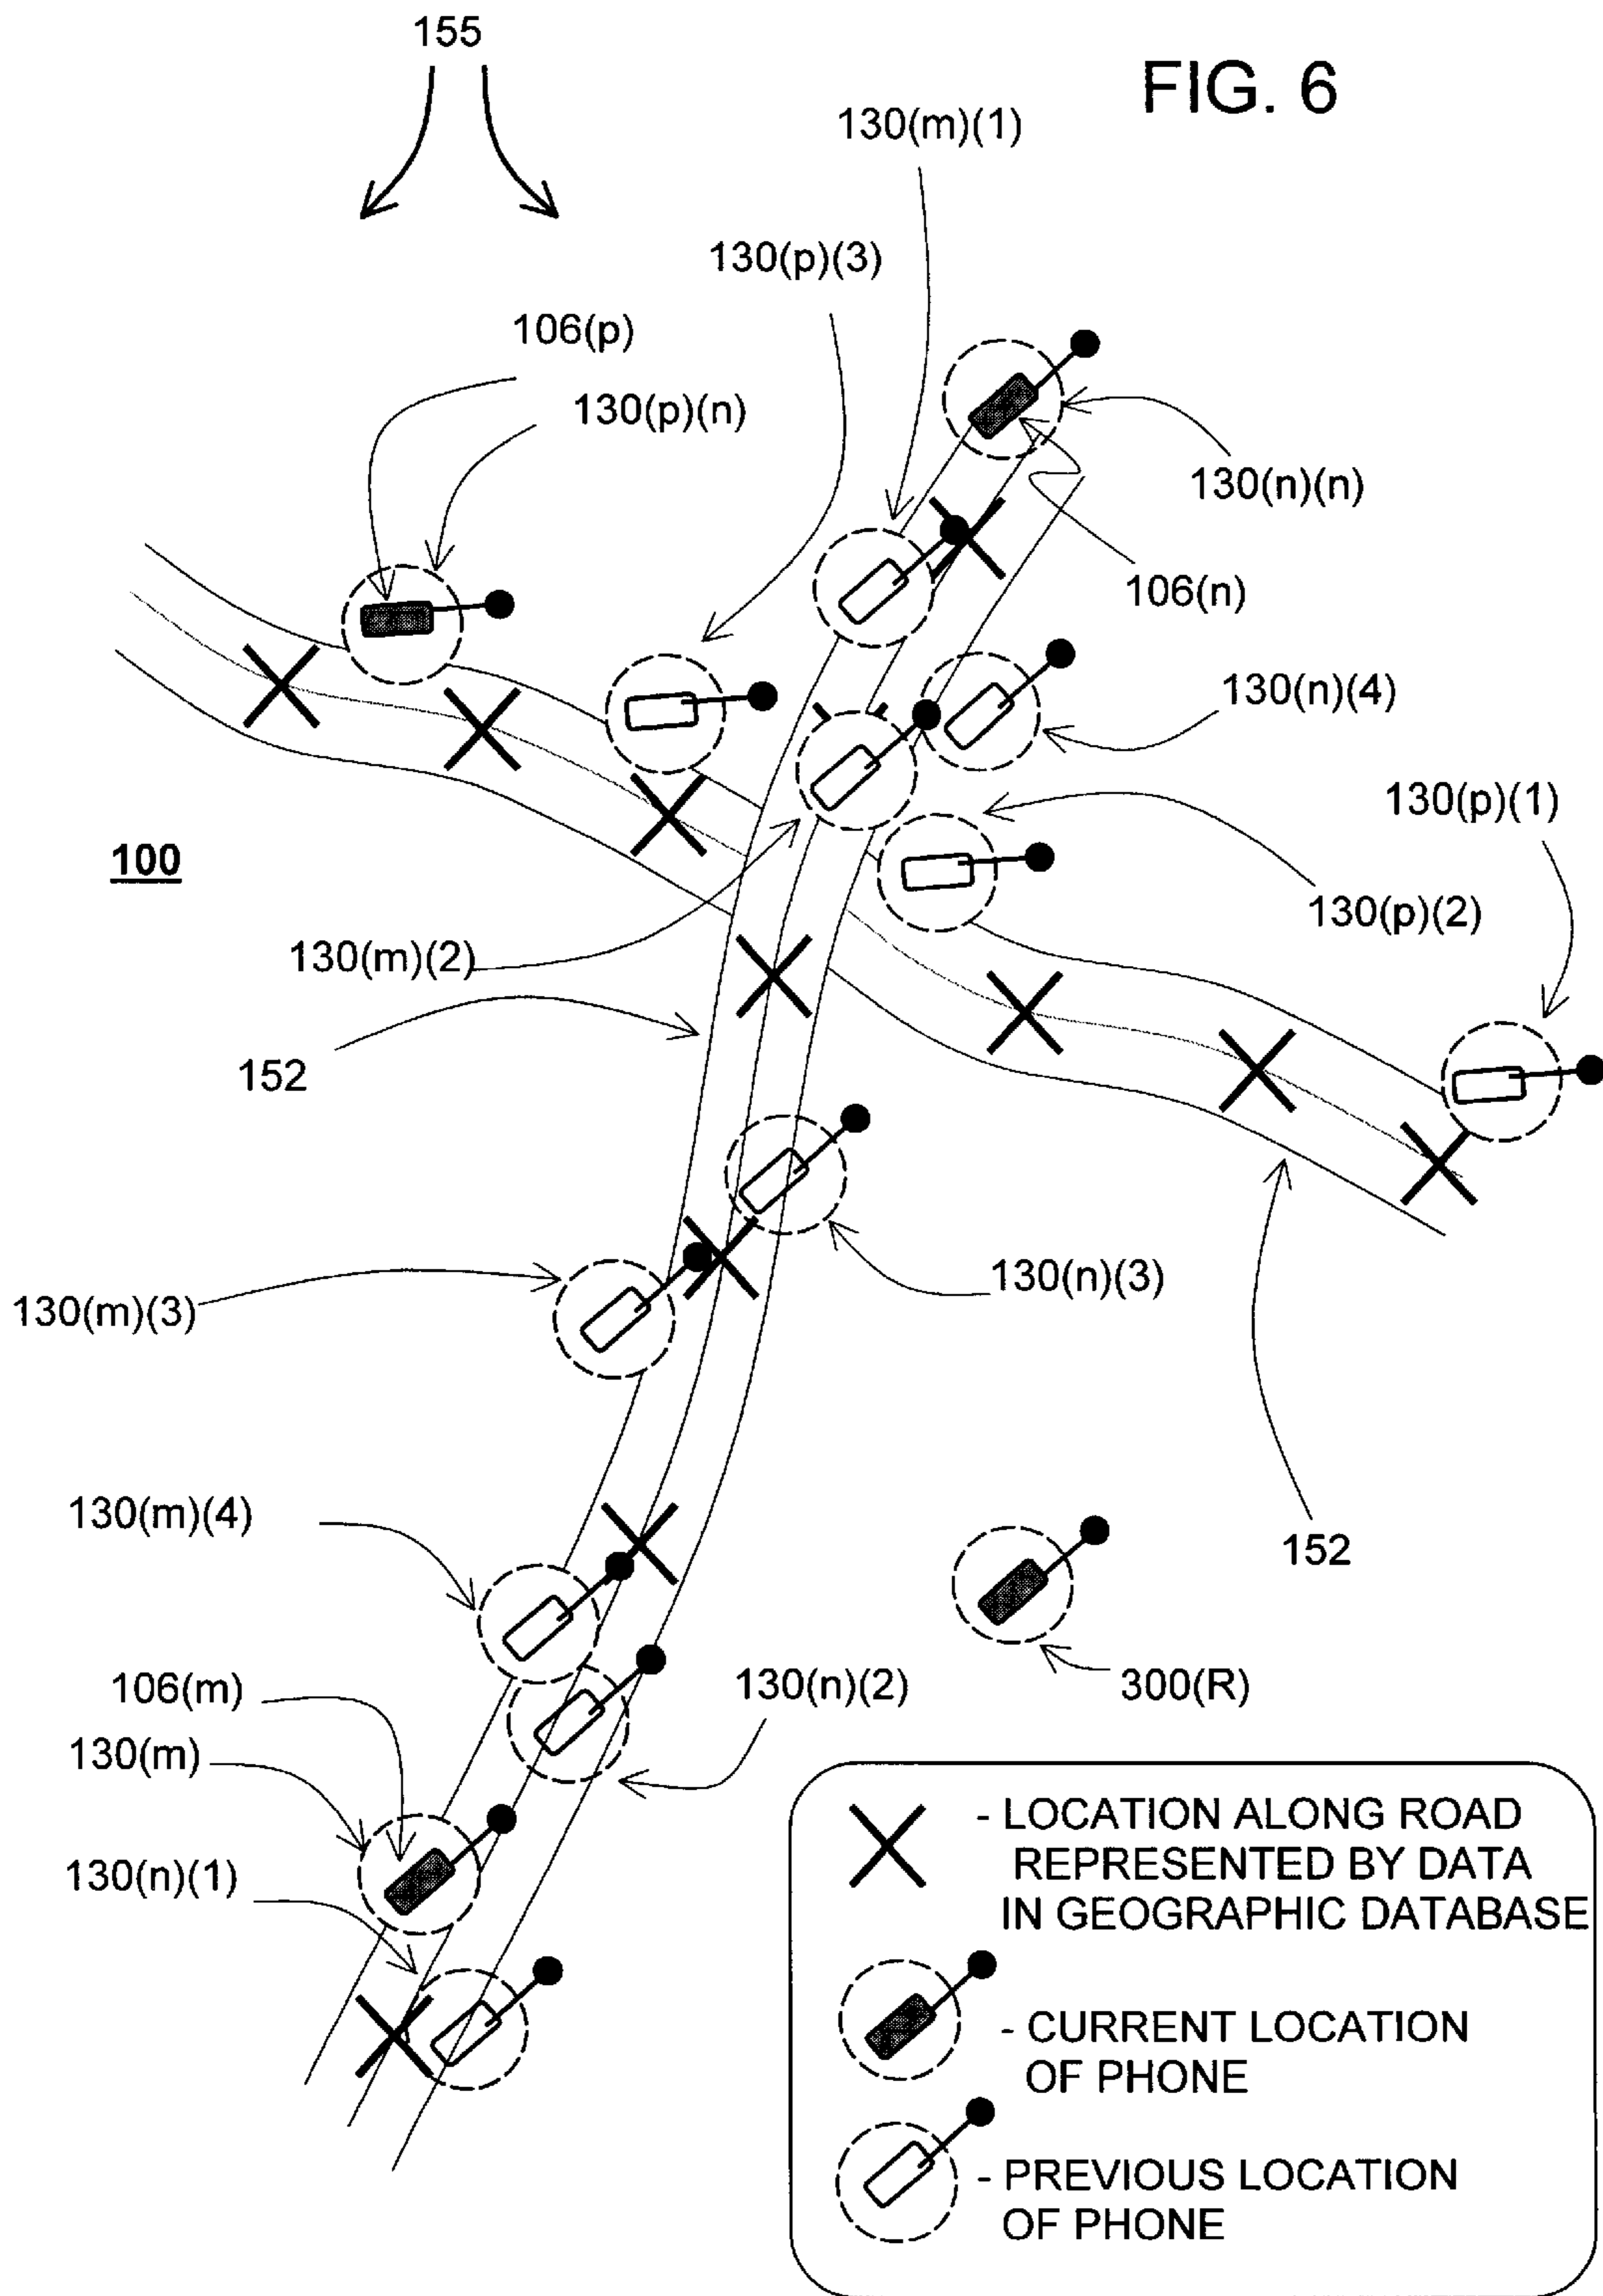 155
FIG. 6
130(m)(1)
130(p)(3)
106(p)
130(p)(n)
130(n)(n)
106(n)
130(n)(4)
130(p)(1)
100
130(p)(2)
130(m)(2)
152
130(n)(3)
130(m)(3)
130(m)(4)
152
106(m)
130(n)(2)
300(R)
130(m)
130(n)(1)
- LOCATION ALONG ROAD
REPRESENTED BY DATA
IN GEOGRAPHIC DATABASE
- CURRENT LOCATION
OF PHONE
- PREVIOUS LOCATION
OF PHONE